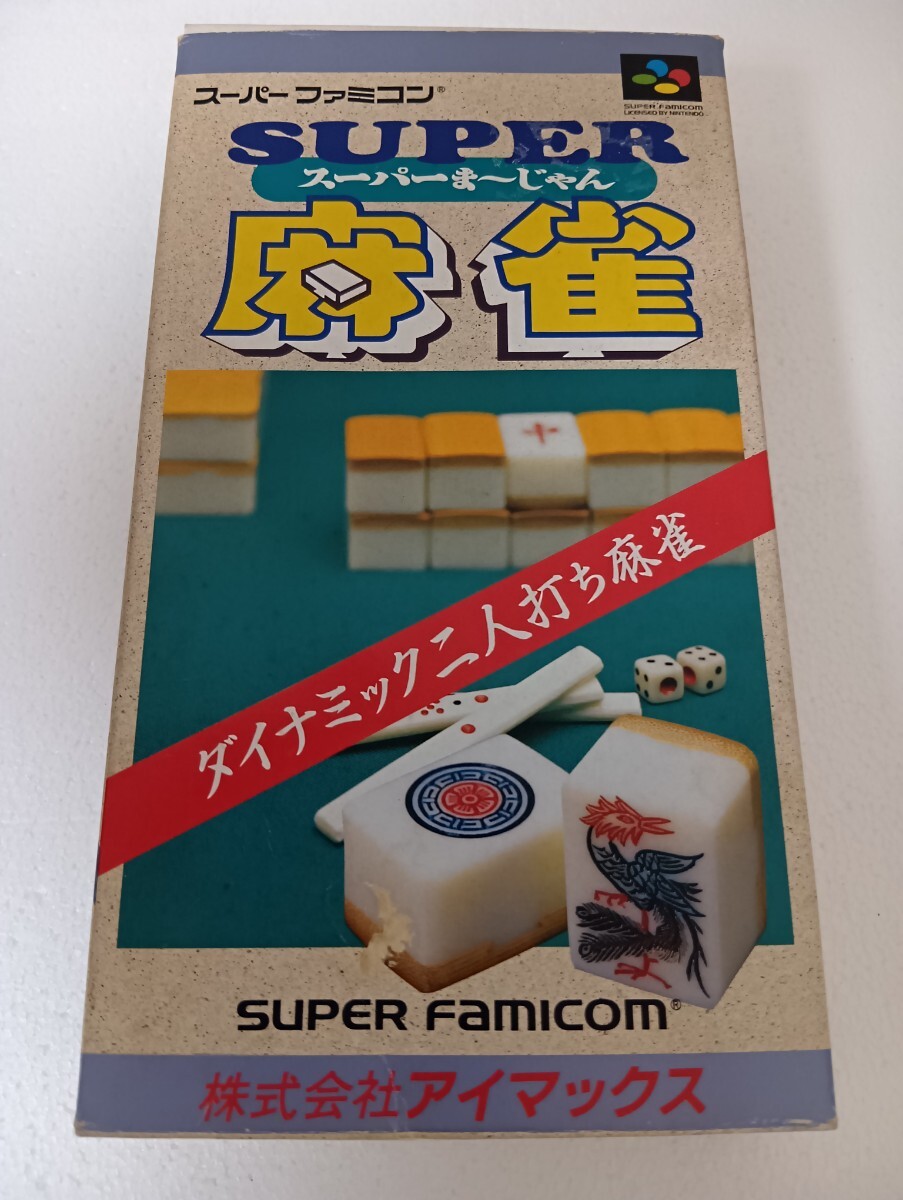 スーパーファミコン®
SUPER FAMICOM
LICENSED BY NINTENDO
SUPER
スーパーま〜じゃん
麻雀
ダイナミック二人打ち麻雀
SUPER FAMICOM®
株式会社アイマックス